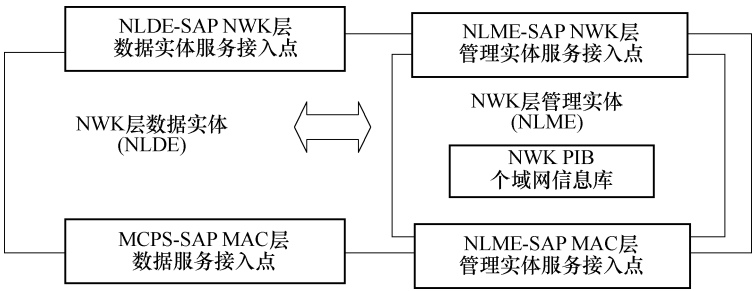 NLDE-SAP NWK层
数据实体服务接入点
NLME-SAP NWK层
管理实体服务接入点
NWK层数据实体
(NLDE)
NWK层管理实体
(NLME)
NWK PIB
个域网信息库
MCPS-SAP MAC层
数据服务接入点
NLME-SAP MAC层
管理实体服务接入点